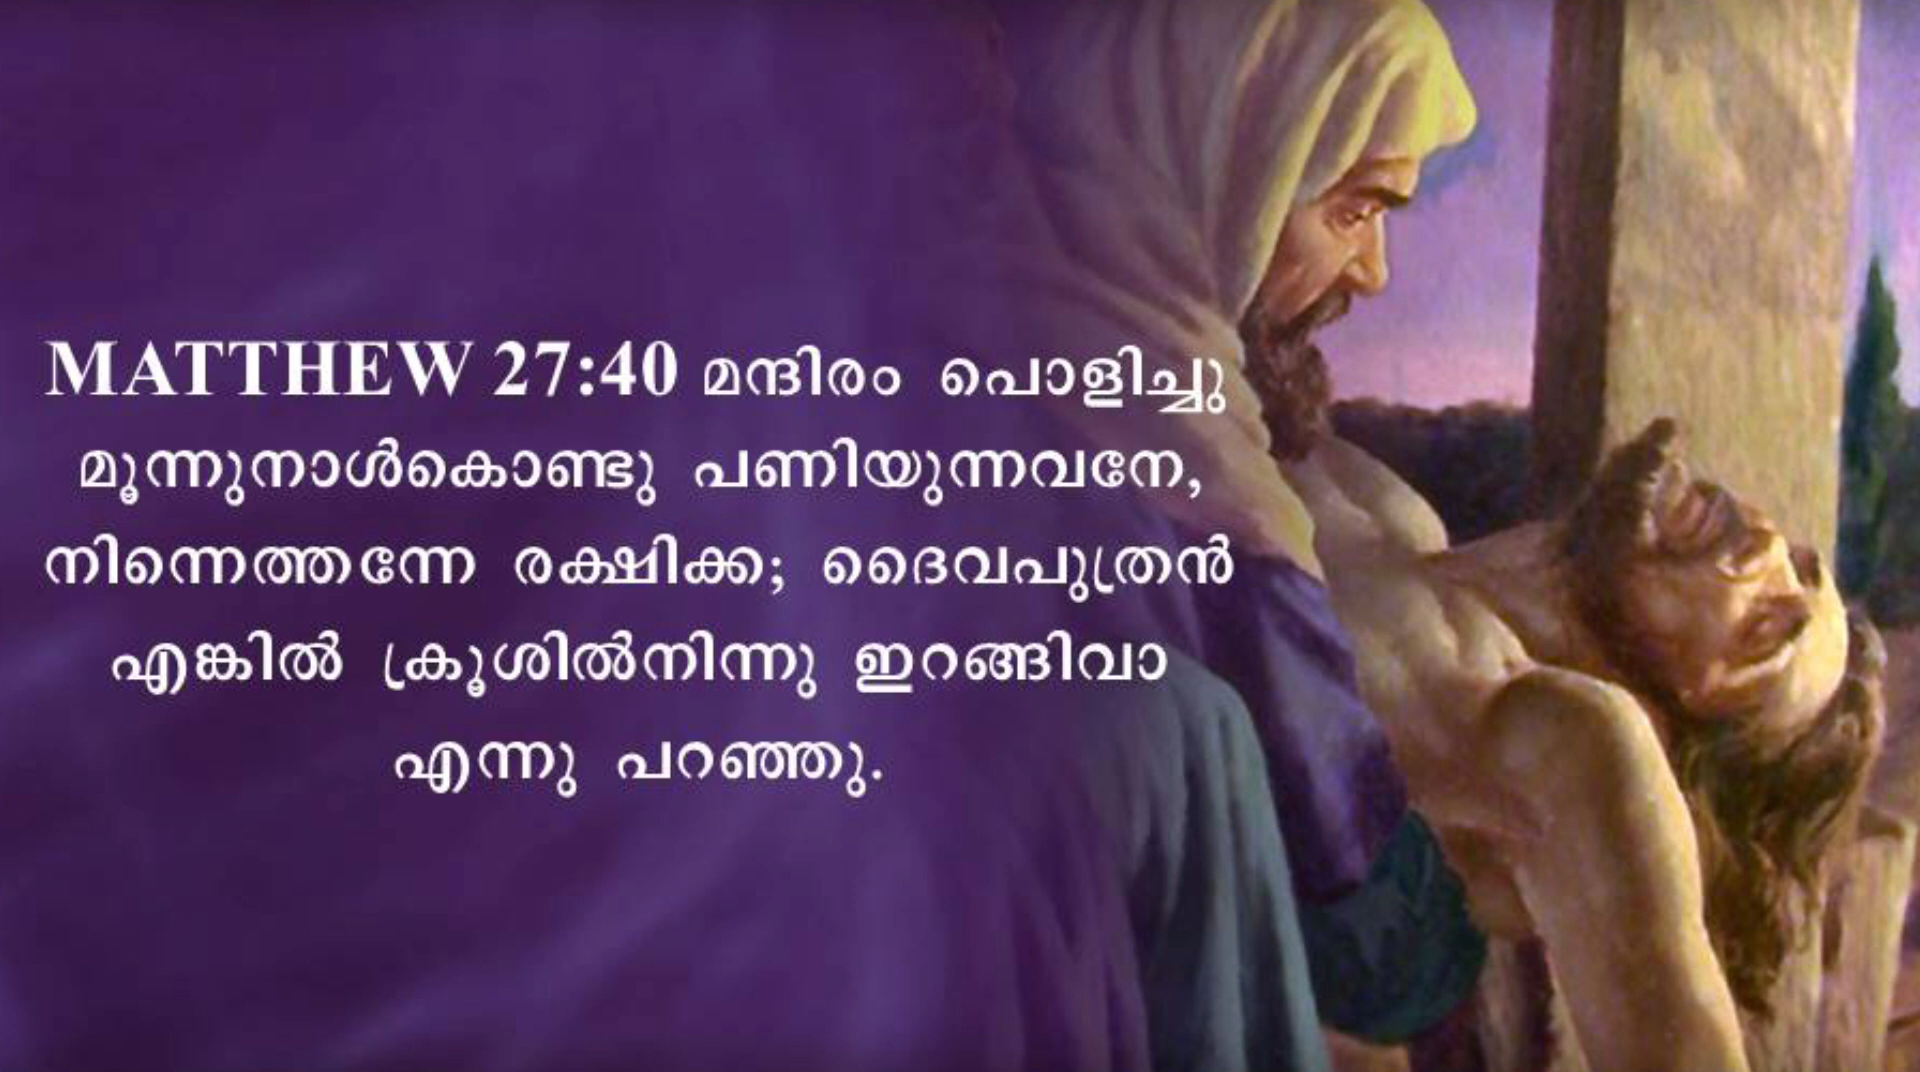 MATTHEW 27:40 മന്ദിരം പൊളിച്ചു
മൂന്നുനാൾകൊണ്ടു പണിയുന്നവനേ,
നിന്നെത്തന്നേ രക്ഷിക്ക; ദൈവപുത്രൻ
എങ്കിൽ ക്രൂശിൽനിന്നു ഇറങ്ങിവാ
എന്നു പറഞ്ഞു.